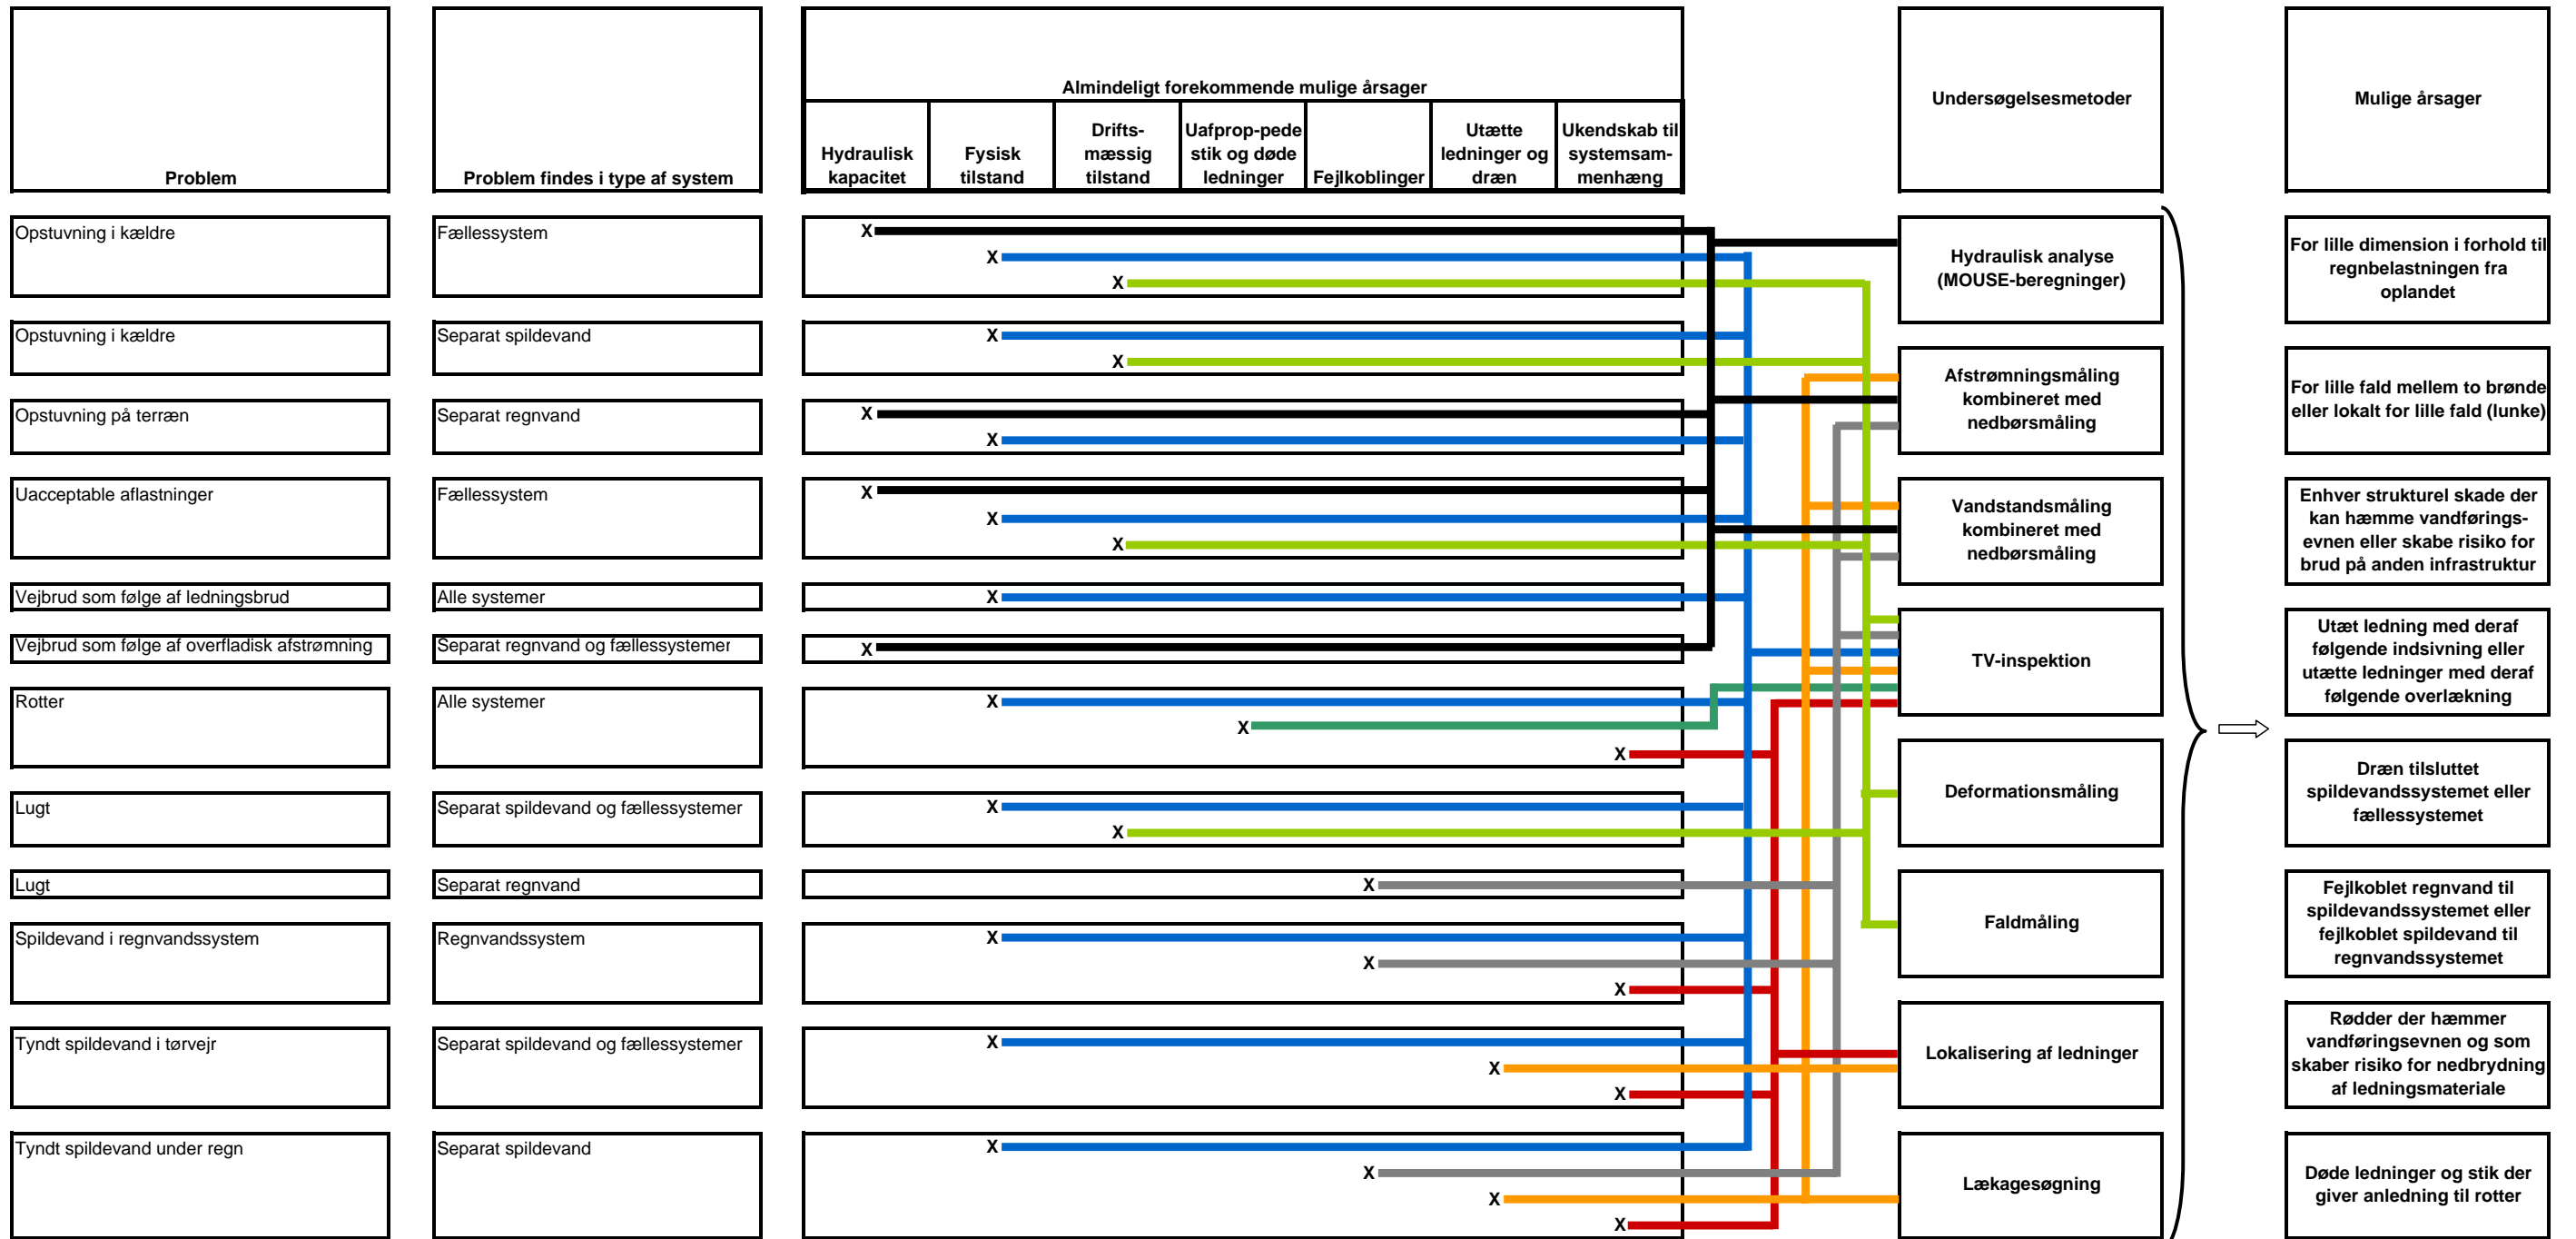 Problem
Problem findes i type af system
Almindeligt forekommende mulige årsager
Hydraulisk
kapacitet
Fysisk
tilstand
Drifts-
mæssig
tilstand
Uafprop-pede
stik og døde
ledninger
Fejlkoblinger
Utætte
ledninger og
dræn
Ukendskab til
systemsam-
menhæng
Undersøgelsesmetoder
Mulige årsager
Opstuvning i kældre
Fællessystem
X
X
X
Opstuvning i kældre
Separat spildevand
X
X
Opstuvning på terræn
Separat regnvand
X
X
Uacceptable aflastninger
Fællessystem
X
X
X
Vejbrud som følge af ledningsbrud
Alle systemer
X
Vejbrud som følge af overfladisk afstrømning
Separat regnvand og fællessystemer
X
Rotter
Alle systemer
X
X
X
Lugt
Separat spildevand og fællessystemer
X
X
Lugt
Separat regnvand
X
Spildevand i regnvandssystem
Regnvandssystem
X
X
X
Tyndt spildevand i tørvejr
Separat spildevand og fællessystemer
X
X
X
Tyndt spildevand under regn
Separat spildevand
X
X
X
X
Hydraulisk analyse
(MOUSE-beregninger)
Afstrømningsmåling
kombineret med
nedbørsmåling
Vandstandsmåling
kombineret med
nedbørsmåling
TV-inspektion
Deformationsmåling
Faldmåling
Lokalisering af ledninger
Lækagesøgning
For lille dimension i forhold til
regnbelastningen fra
oplandet
For lille fald mellem to brønde
eller lokalt for lille fald (lunke)
Enhver strukturel skade der
kan hæmme vandførings-
evnen eller skabe risiko for
brud på anden infrastruktur
Utæt ledning med deraf
følgende indsivning eller
utætte ledninger med deraf
følgende overlækning
Dræn tilsluttet
spildevandssystemet eller
fællessystemet
Fejlkoblet regnvand til
spildevandssystemet eller
fejlkoblet spildevand til
regnvandssystemet
Rødder der hæmmer
vandføringsevnen og som
skaber risiko for nedbrydning
af ledningsmateriale
Døde ledninger og stik der
giver anledning til rotter